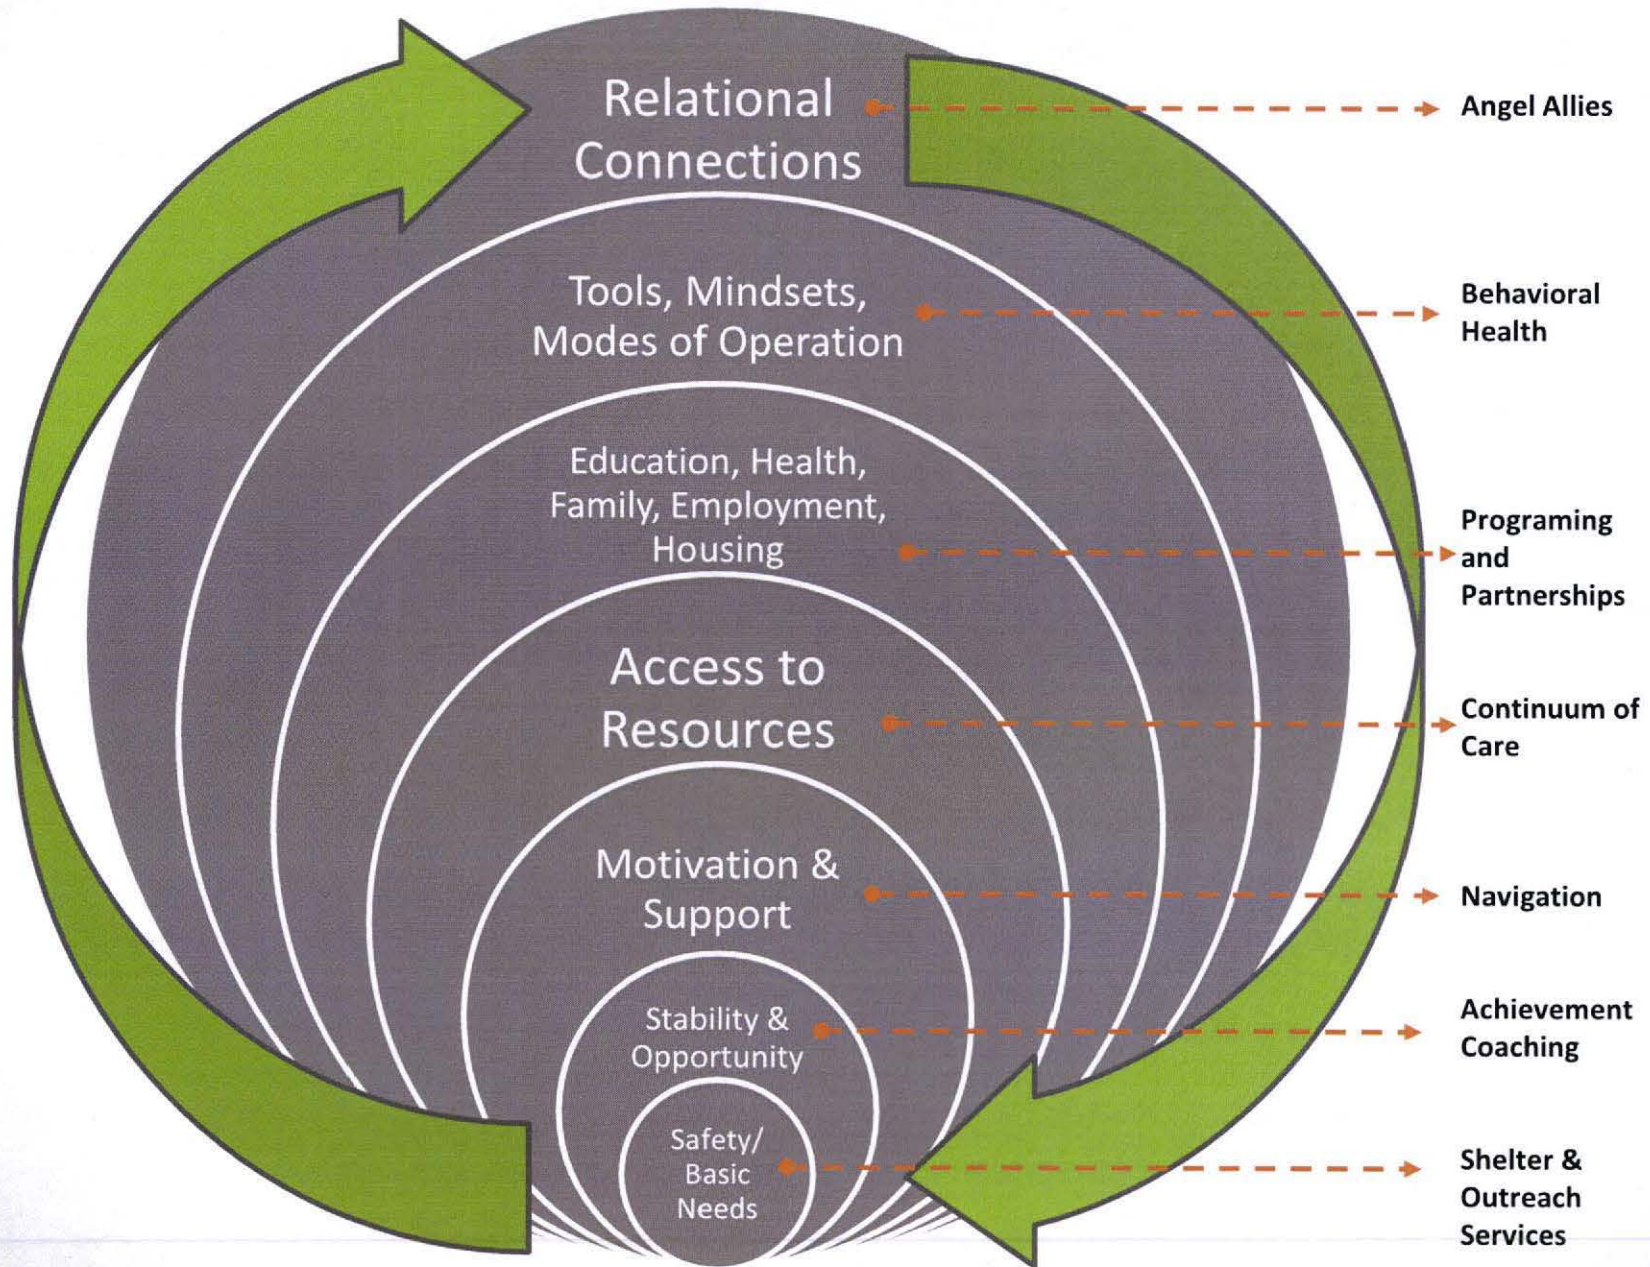 Relational
Connections
Angel Allies
Tools, Mindsets,
Modes of Operation
Behavioral
Health
Education, Health,
Family, Employment,
Housing
Programing
and
Partnerships
Access to
Resources
Continuum of
Care
Motivation &
Support
Navigation
Stability &
Opportunity
Achievement
Coaching
Safety/
Basic
Needs
Shelter &
Outreach
Services